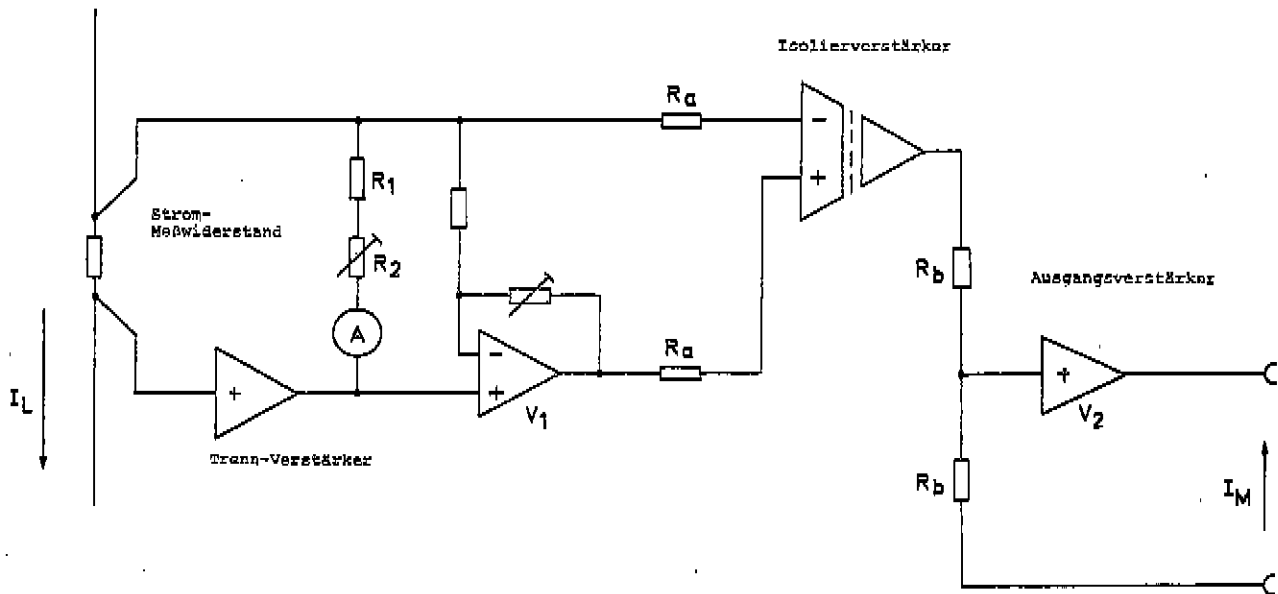 Isolierverstärker
Ra
R1
Strom-
Meßwiderstand
R2
Rb
Ausgangsverstärker
A
Ra
IL
V1
V2
Trenn-Verstärker
Rb
IM